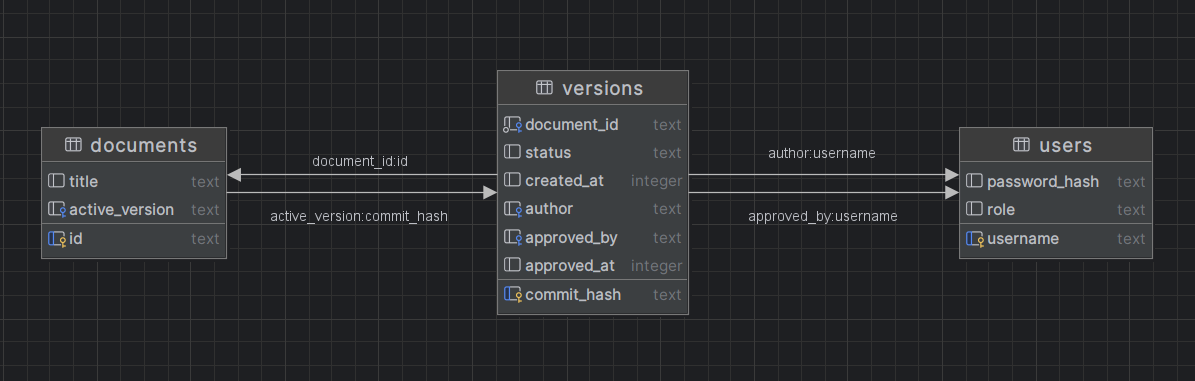 documents
title text
active_version text
id text
document_id:id
active_version:commit_hash
versions
document_id text
status text
created_at integer
author text
approved_by text
approved_at integer
commit_hash text
author:username
approved_by:username
users
password_hash text
role text
username text